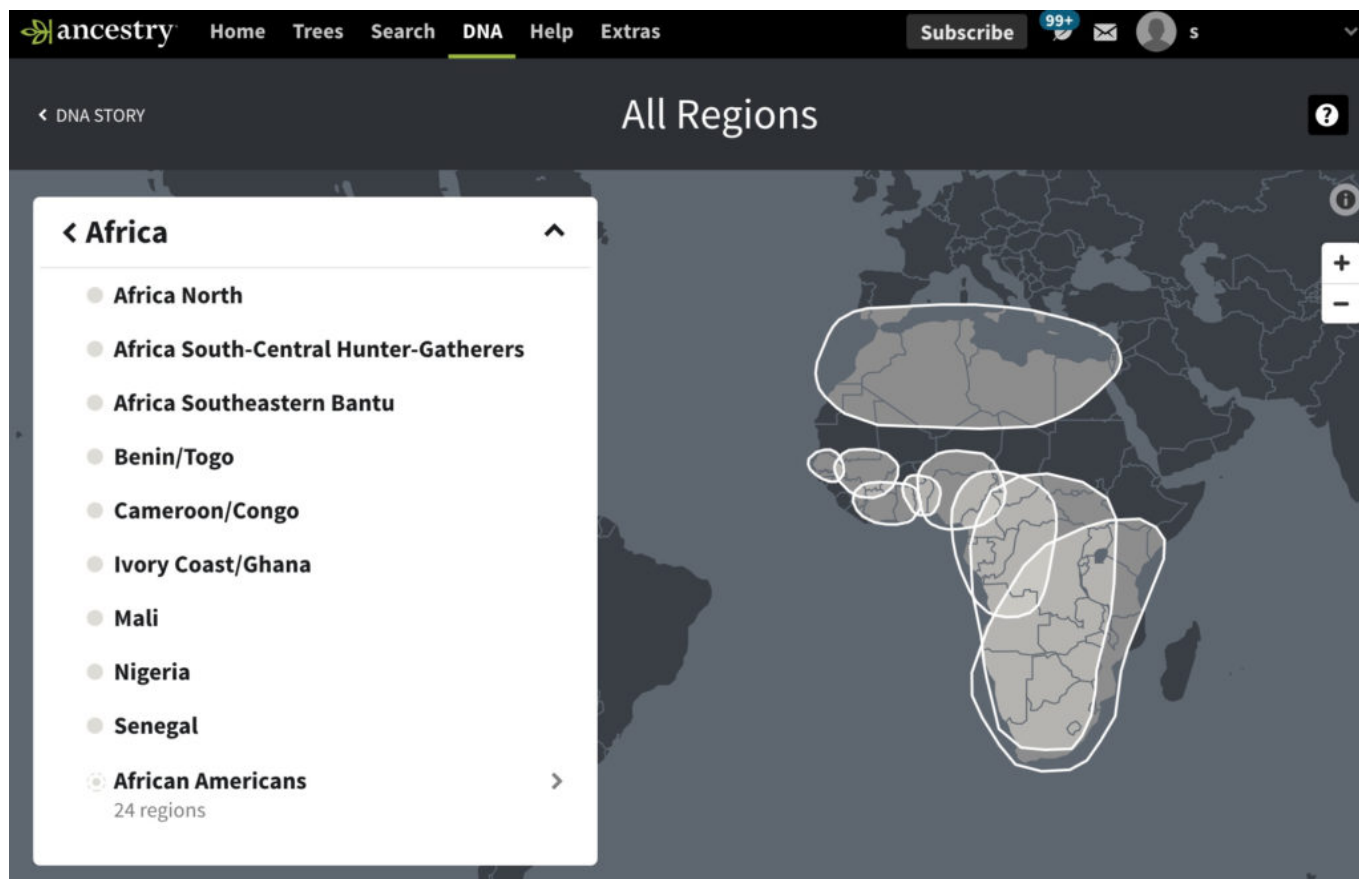 ancestry Home Trees Search DNA Help Extras Subscribe 99+ s
DNA STORY
All Regions
Africa
Africa North
Africa South-Central Hunter-Gatherers
Africa Southeastern Bantu
Benin/Togo
Cameroon/Congo
Ivory Coast/Ghana
Mali
Nigeria
Senegal
African Americans
24 regions